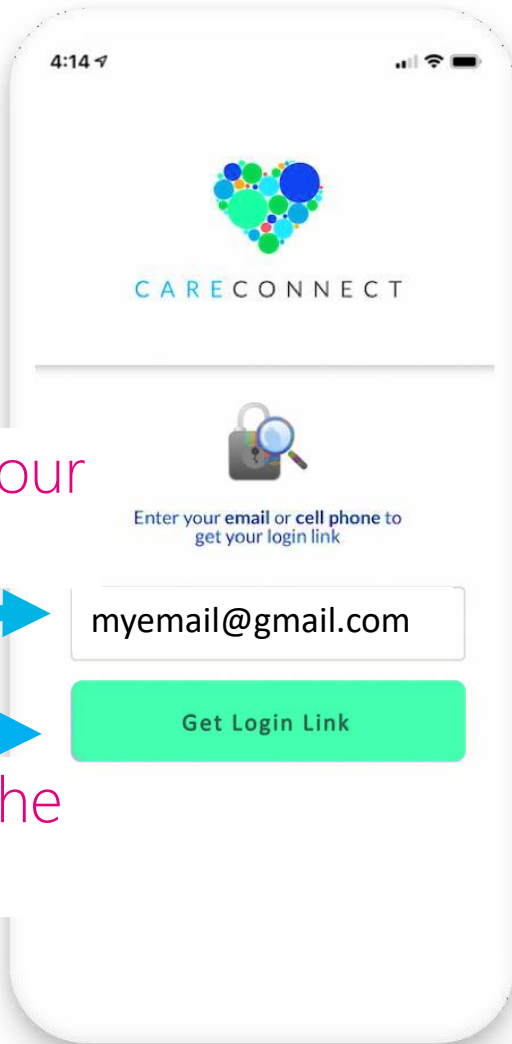 4:14
CARECONNECT
our
Enter your email or cell phone to
get your login link
myemail@gmail.com
Get Login Link
he